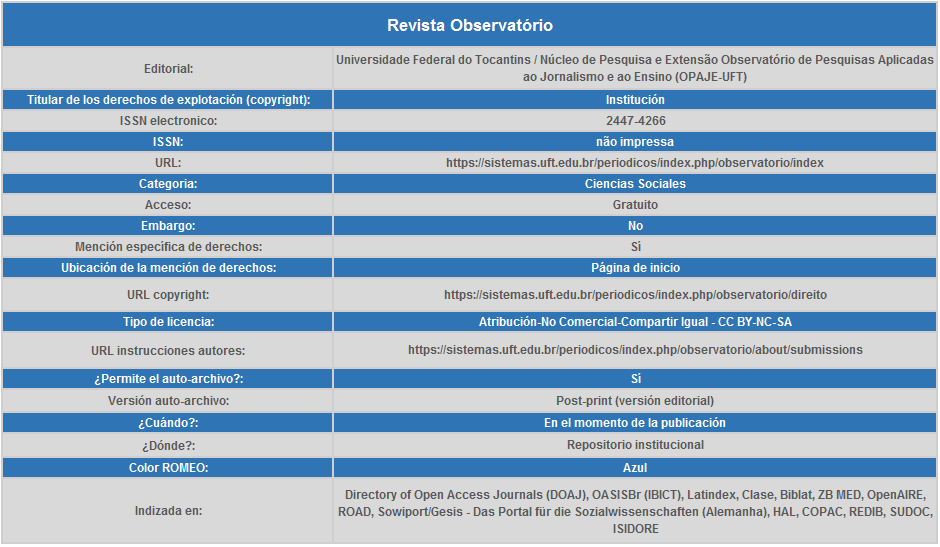 Revista Observatório
Editorial:
Universidade Federal do Tocantins / Núcleo de Pesquisa e Extensão Observatório de Pesquisas Aplicadas
ao Jornalismo e ao Ensino (OPAJE-UFT)
Titular de los derechos de explotación (copyright):
Institución
ISSN electronico:
2447-4266
ISSN:
não impressa
URL:
https://sistemas.uft.edu.br/periodicos/index.php/observatorio/index
Categoria:
Ciencias Sociales
Acceso:
Gratuito
Embargo:
No
Mención específica de derechos:
Sí
Ubicación de la mención de derechos:
Página de inicio
URL copyright:
https://sistemas.uft.edu.br/periodicos/index.php/observatorio/direito
Tipo de licencia:
Atribución-No Comercial-Compartir Igual - CC BY-NC-SA
URL instrucciones autores:
https://sistemas.uft.edu.br/periodicos/index.php/observatorio/about/submissions
¿Permite el auto-archivo?:
Sí
Versión auto-archivo:
Post-print (versión editorial)
¿Cuándo?:
En el momento de la publicación
¿Dónde?:
Repositorio institucional
Color ROMEO:
Azul
Indizada en:
Directory of Open Access Journals (DOAJ), OASISBr (IBICT), Latindex, Clase, Biblat, ZB MED, OpenAIRE,
ROAD, Sowiport/Gesis - Das Portal für die Sozialwissenschaften (Alemanha), HAL, COPAC, REDIB, SUDOC,
ISIDORE